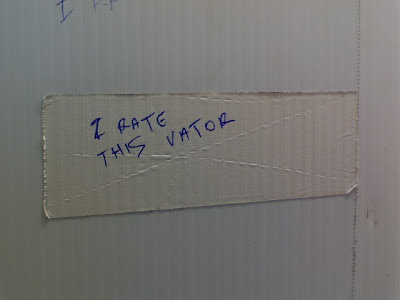 I RATE
THIS VATOR